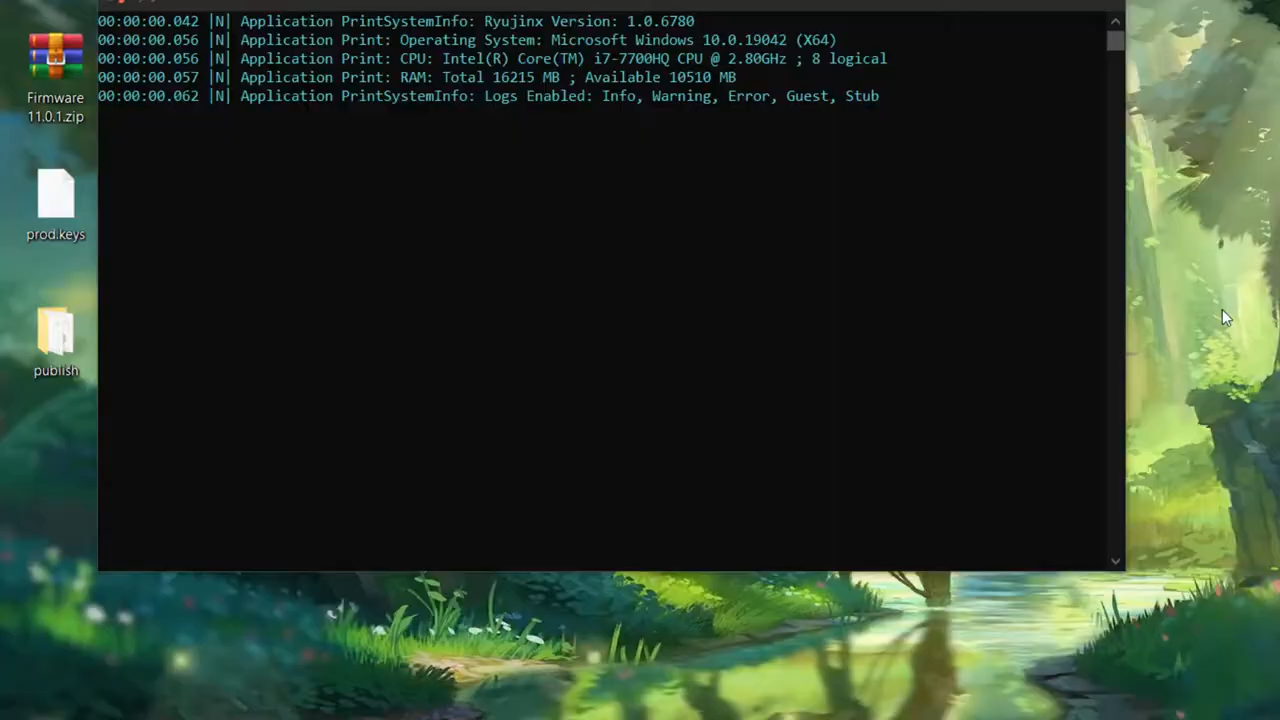 00:00:00.042 |N| Application PrintSystemInfo: Ryujinx Version: 1.0.6780
00:00:00.056 |N| Application Print: Operating System: Microsoft Windows 10.0.19042 (X64)
00:00:00.056 |N| Application Print: CPU: Intel(R) Core(TM) i7-7700HQ CPU @ 2.80GHz ; 8 logical
00:00:00.057 |N| Application Print: RAM: Total 16215 MB ; Available 10510 MB
00:00:00.062 |N| Application PrintSystemInfo: Logs Enabled: Info, Warning, Error, Guest, Stub
Firmware
11.0.1.zip
prod.keys
publish